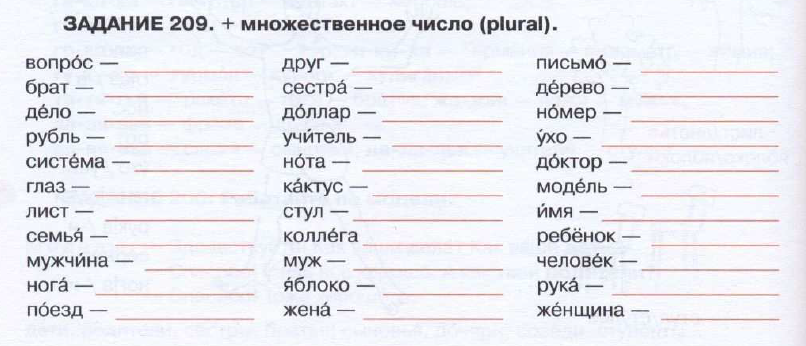 ЗАДАНИЕ 209. + множественное число (plural).
вопро́с —
брат —
де́ло —
рубль —
систе́ма —
глаз —
лист —
семья́ —
мужчи́на —
нога́ —
по́езд —
друг —
сестра́ —
до́ллар —
учи́тель —
но́та —
ка́ктус —
стул —
колле́га
муж —
я́блоко —
жена́ —
письмо́ —
де́рево —
но́мер —
у́хо —
до́ктор —
моде́ль —
и́мя —
ребёнок —
челове́к —
рука́ —
же́нщина —